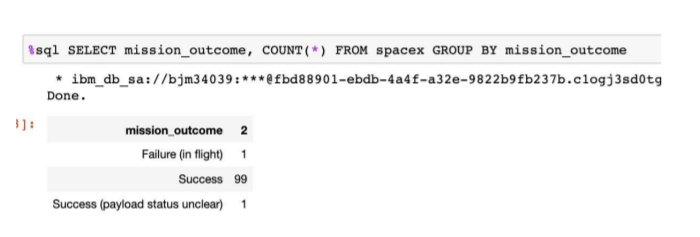 %sql SELECT mission_outcome, COUNT(*) FROM spacex GROUP BY mission_outcome
* ibm_db_sa://bjm34039:***@fbd88901-ebdb-4a4f-a32e-9822b9fb237b.c1ogj3sd0tg
Done.
]:
mission_outcome 2
Failure (in flight) 1
Success 99
Success (payload status unclear) 1